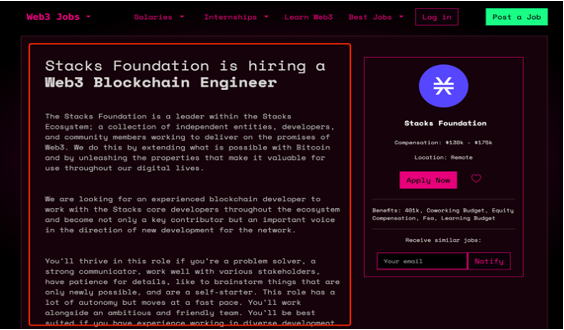 Web3 Jobs
Salaries
Internships
Learn Web3
Best Jobs
Log in
Post a Job
Stacks Foundation is hiring a
Web3 Blockchain Engineer
The Stacks Foundation is a leader within the Stacks
Ecosystem; a collection of independent entities, developers,
and community members working to deliver on the promises of
Web3. We do this by extending what is possible with Bitcoin
and by unleashing the properties that make it valuable for
use throughout our digital lives.
We are looking for an experienced blockchain developer to
work with the Stacks core developers throughout the ecosystem
and become not only a key contributor but an important voice
in the direction of new development for the network.
You'll thrive in this role if you're a problem solver, a
strong communicator, work well with various stakeholders,
have patience for details, like to brainstorm things that are
only newly possible, and are a self-starter. This role has a
lot of autonomy but moves at a fast pace. You'll work
alongside an ambitious and friendly team. You'll be best
suited if you have experience working in diverse development
Stacks Foundation
Compensation: $130k - $175k
Location: Remote
Apply Now
Benefits: 401k, Coworking Budget, Equity
Compensation, Fsa, Learning Budget
Receive similar jobs:
Your email
Notify